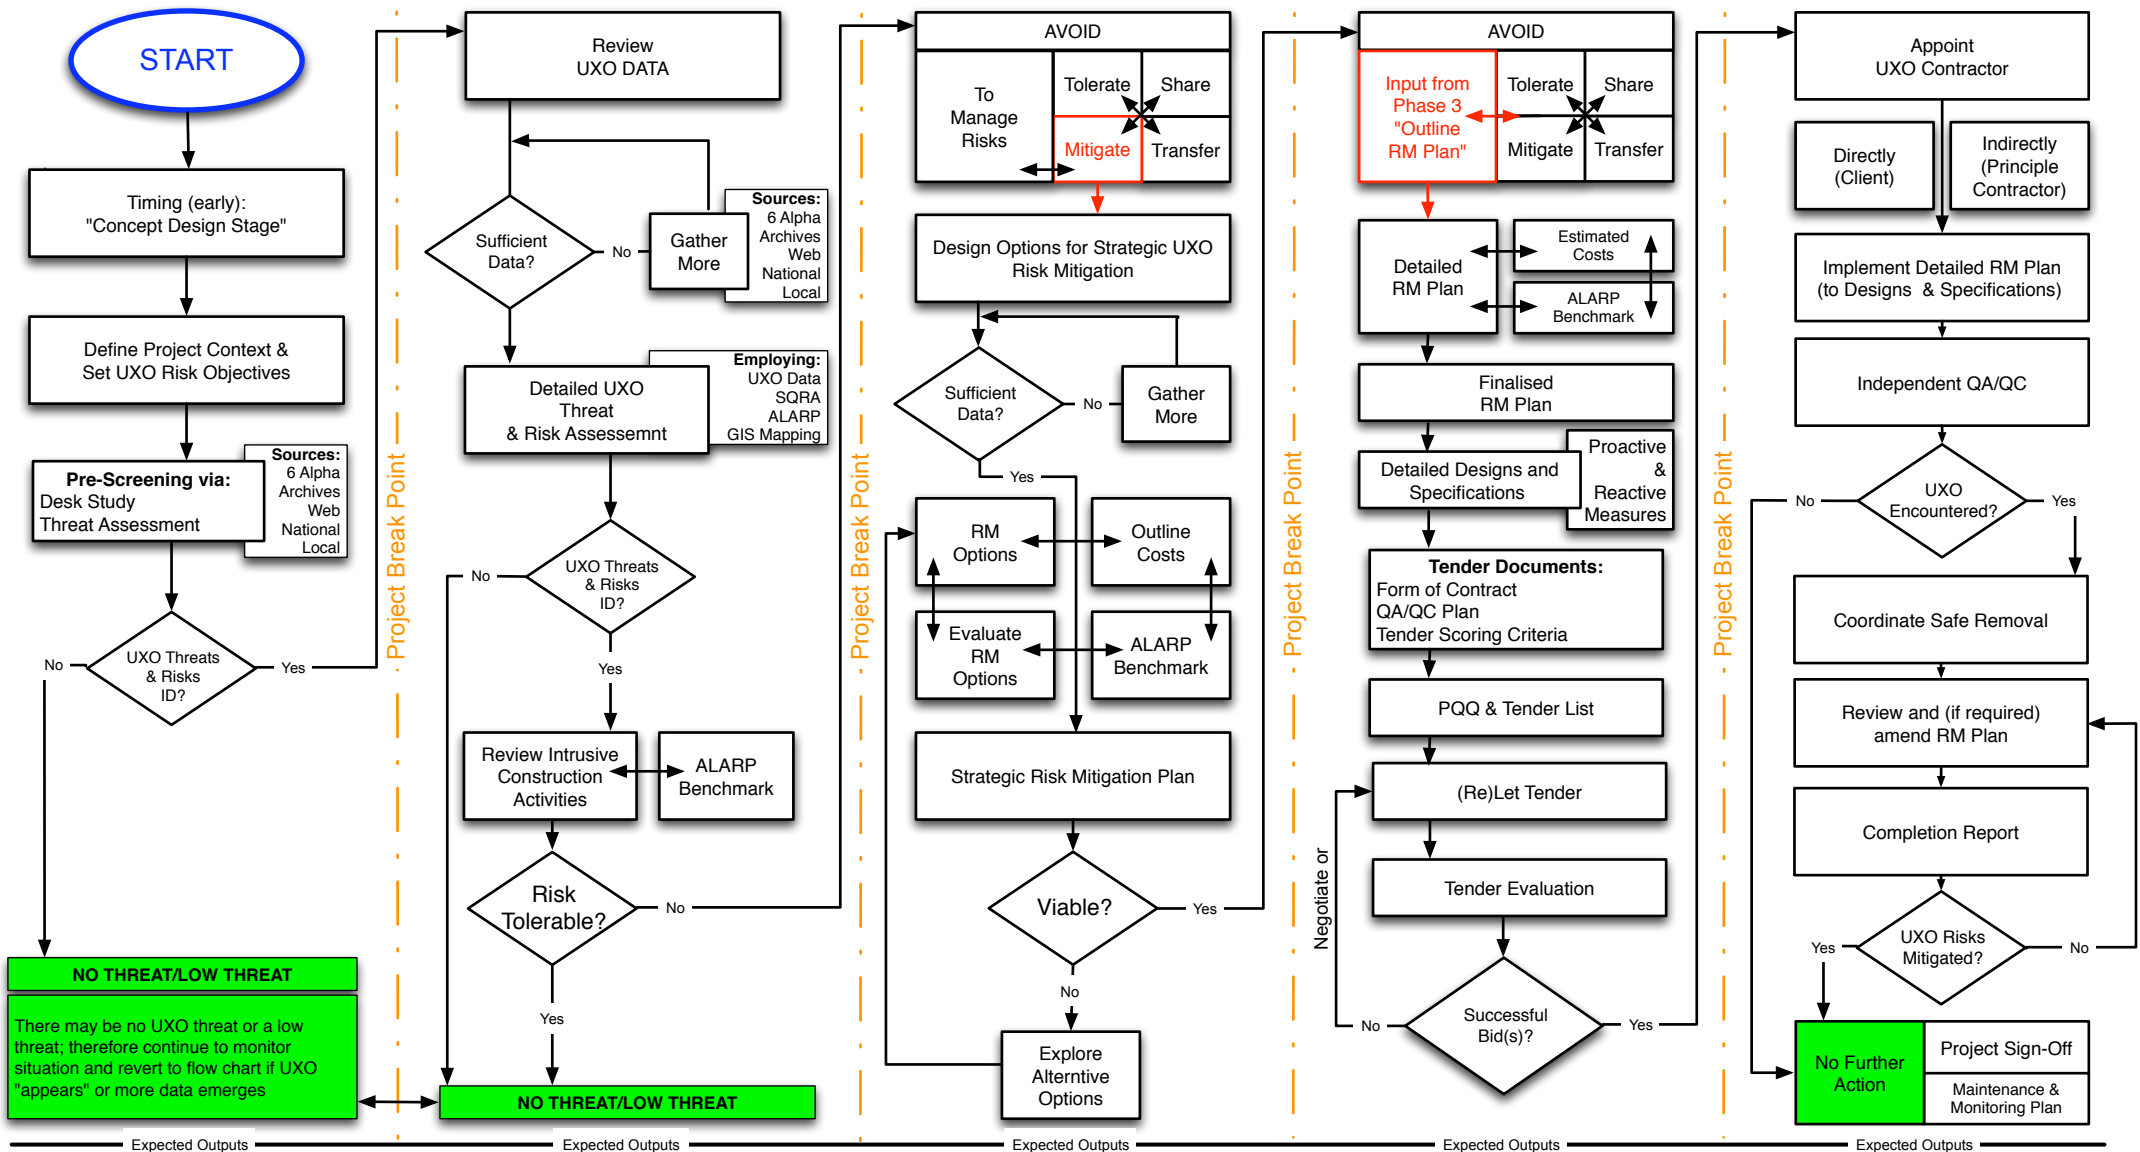 START
Timing (early):
"Concept Design Stage"
Define Project Context &
Set UXO Risk Objectives
Pre-Screening via:
Desk Study
Threat Assessment
Sources:
6 Alpha
Archives
Web
National
Local
UXO Threats
& Risks
ID?
No
Yes
NO THREAT/LOW THREAT
There may be no UXO threat or a low
threat; therefore continue to monitor
situation and revert to flow chart if UXO
"appears" or more data emerges
Expected Outputs
Project Break Point
Review
UXO DATA
Sufficient
Data?
No
Gather
More
Sources:
6 Alpha
Archives
Web
National
Local
Employing:
UXO Data
SQRA
ALARP
GIS Mapping
Detailed UXO
Threat
& Risk Assessemnt
UXO Threats
& Risks
ID?
No
Yes
Review Intrusive
Construction
Activities
ALARP
Benchmark
Risk
Tolerable?
No
Yes
NO THREAT/LOW THREAT
Expected Outputs
Project Break Point
AVOID
To
Manage
Risks
Tolerate
Share
Mitigate
Transfer
Design Options for Strategic UXO
Risk Mitigation
Sufficient
Data?
No
Gather
More
Yes
RM
Options
Outline
Costs
Evaluate
RM
Options
ALARP
Benchmark
Strategic Risk Mitigation Plan
Viable?
Yes
No
Explore
Alterntive
Options
Expected Outputs
Project Break Point
AVOID
Input from
Phase 3
"Outline
RM Plan"
Tolerate
Share
Mitigate
Transfer
Detailed
RM Plan
Estimated
Costs
ALARP
Benchmark
Finalised
RM Plan
Detailed Designs and
Specifications
Proactive
&
Reactive
Measures
Tender Documents:
Form of Contract
QA/QC Plan
Tender Scoring Criteria
PQQ & Tender List
(Re)Let Tender
Tender Evaluation
Negotiate or
Successful
Bid(s)?
No
Yes
Expected Outputs
Project Break Point
Appoint
UXO Contractor
Directly
(Client)
Indirectly
(Principle
Contractor)
Implement Detailed RM Plan
(to Designs & Specifications)
Independent QA/QC
UXO
Encountered?
No
Yes
Coordinate Safe Removal
Review and (if required)
amend RM Plan
Completion Report
UXO Risks
Mitigated?
Yes
No
No Further
Action
Project Sign-Off
Maintenance &
Monitoring Plan
Expected Outputs